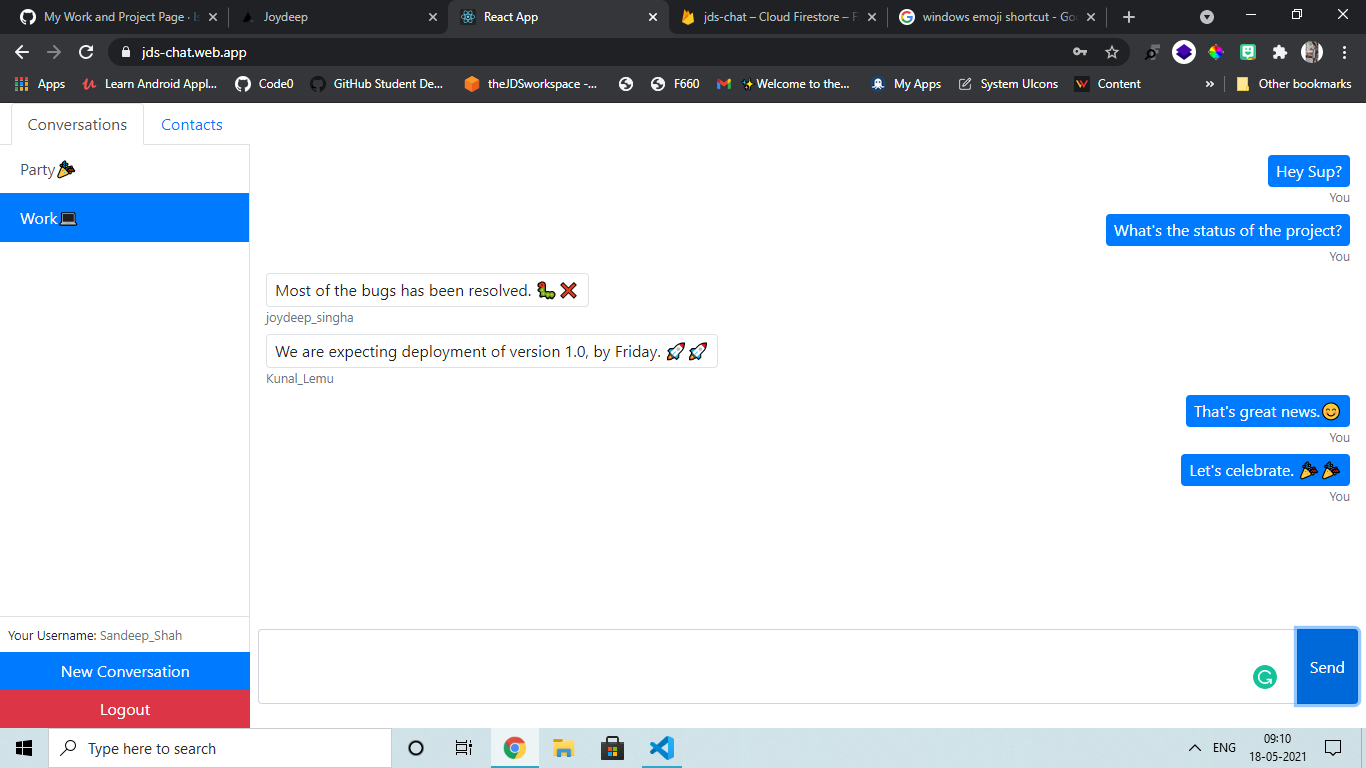 My Work and Project Page · Is
Joydeep
React App
jds-chat – Cloud Firestore – F
windows emoji shortcut - Goo
jds-chat.web.app
Apps
Learn Android Appl...
Code0
GitHub Student De...
theJDSworkspace -...
F660
✨Welcome to the...
My Apps
System UIcons
Content
»
Other bookmarks
Conversations
Contacts
Party🎉
Work💻
Hey Sup?
You
What's the status of the project?
You
Most of the bugs has been resolved. 🐛❌
joydeep_singha
We are expecting deployment of version 1.0, by Friday. 🚀🚀
Kunal_Lemu
That's great news.😊
You
Let's celebrate. 🎉🎉
You
Your Username: Sandeep_Shah
New Conversation
Logout
Send
Type here to search
ENG
09:10
18-05-2021